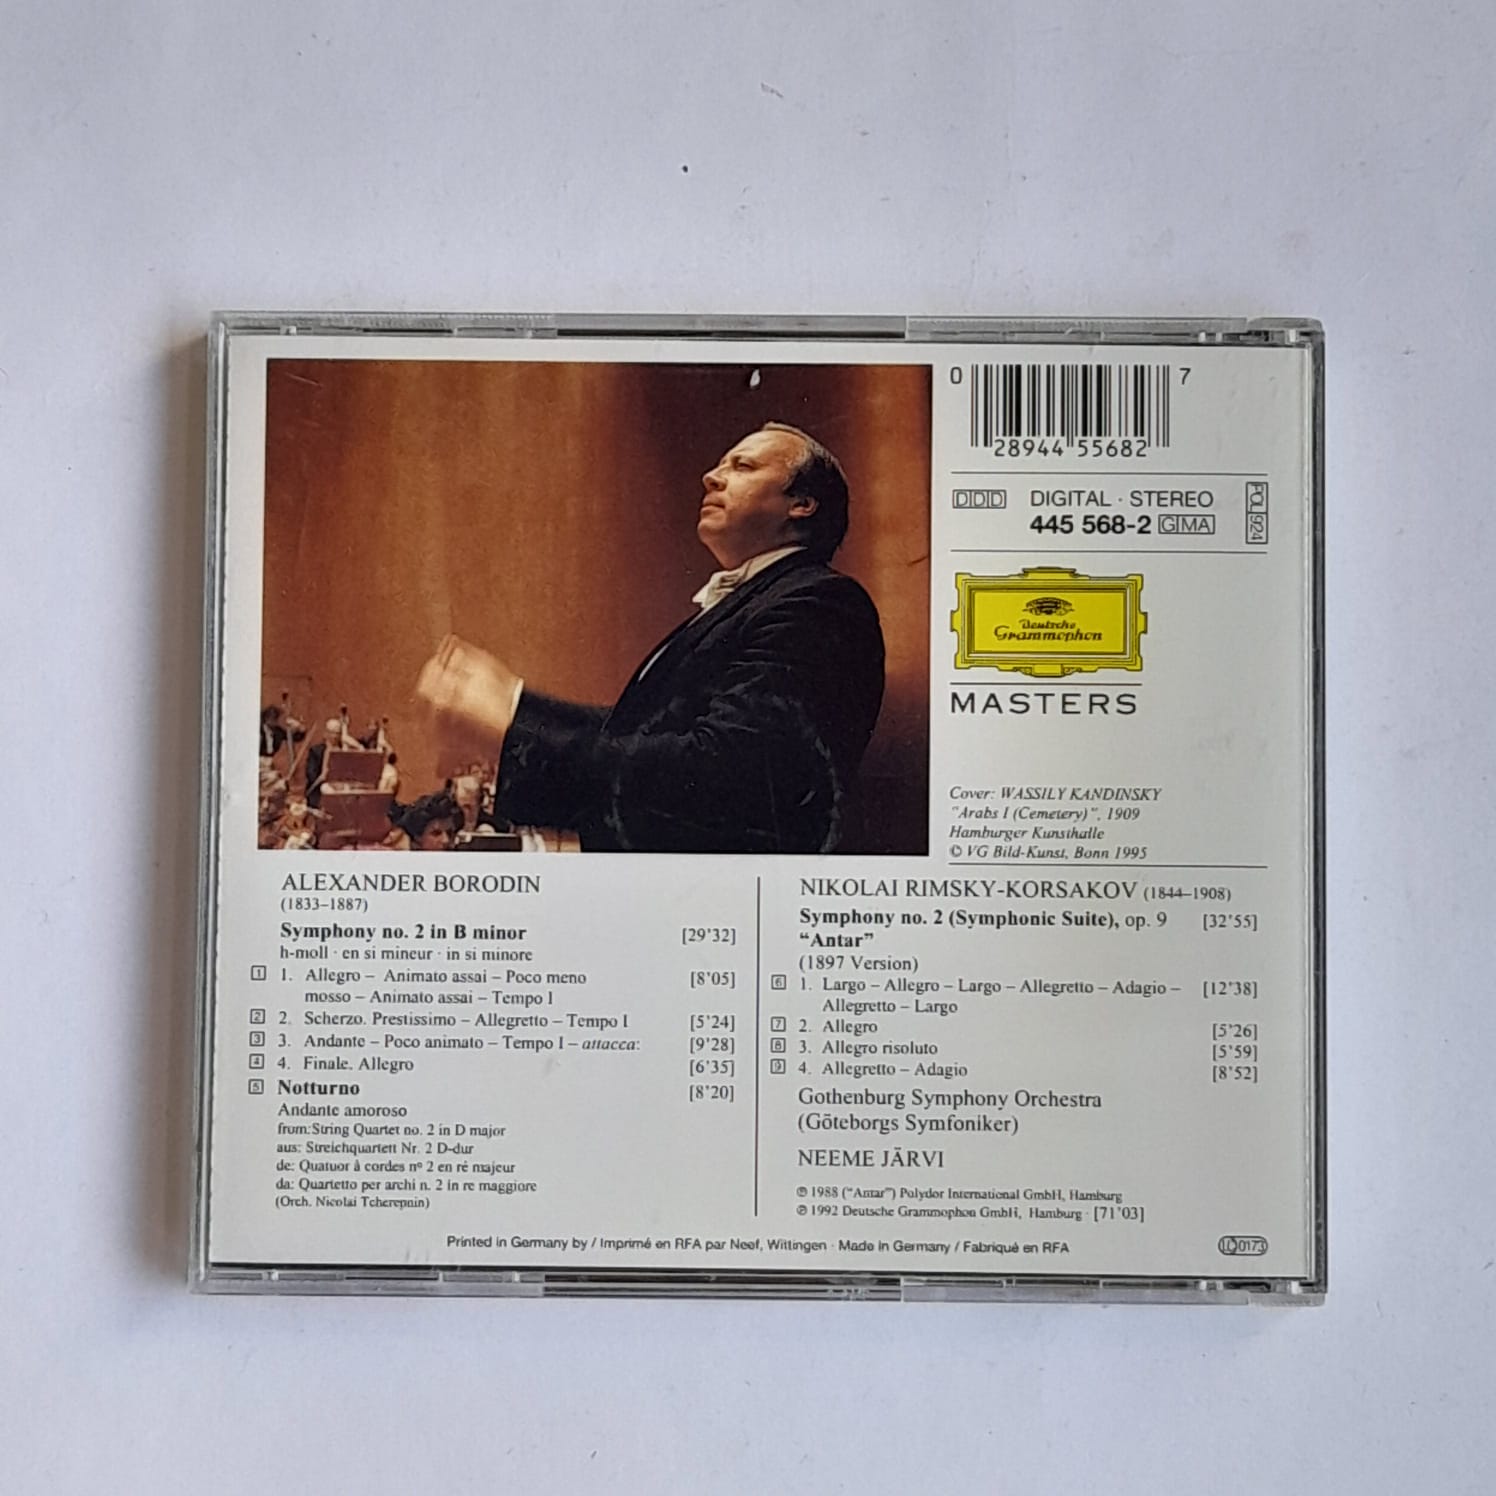 0 28944 55682 7
DDD DIGITAL · STEREO
445 568-2 G MA
POL 924
Deutsche
Grammophon
MASTERS
Cover: WASSILY KANDINSKY
"Arabs I (Cemetery)", 1909
Hamburger Kunsthalle
© VG Bild-Kunst, Bonn 1995
ALEXANDER BORODIN
(1833–1887)
Symphony no. 2 in B minor [29'32]
h-moll · en si mineur · in si minore
1 1. Allegro – Animato assai – Poco meno [8'05]
mosso – Animato assai – Tempo I
2 2. Scherzo. Prestissimo – Allegretto – Tempo I [5'24]
3 3. Andante – Poco animato – Tempo I – attacca: [9'28]
4 4. Finale. Allegro [6'35]
5 Notturno [8'20]
Andante amoroso
from: String Quartet no. 2 in D major
aus: Streichquartett Nr. 2 D-dur
de: Quatuor à cordes nº 2 en ré majeur
da: Quartetto per archi n. 2 in re maggiore
(Orch. Nicolai Tcherepnin)
NIKOLAI RIMSKY-KORSAKOV (1844–1908)
Symphony no. 2 (Symphonic Suite), op. 9 [32'55]
“Antar”
(1897 Version)
6 1. Largo – Allegro – Largo – Allegretto – Adagio – [12'38]
Allegretto – Largo
7 2. Allegro [5'26]
8 3. Allegro risoluto [5'59]
9 4. Allegretto – Adagio [8'52]
Gothenburg Symphony Orchestra
(Göteborgs Symfoniker)
NEEME JÄRVI
℗ 1988 (“Antar”) Polydor International GmbH, Hamburg
℗ 1992 Deutsche Grammophon GmbH, Hamburg · [71'03]
Printed in Germany by / Imprimé en RFA par Neef, Wittingen · Made in Germany / Fabriqué en RFA
LC 0173